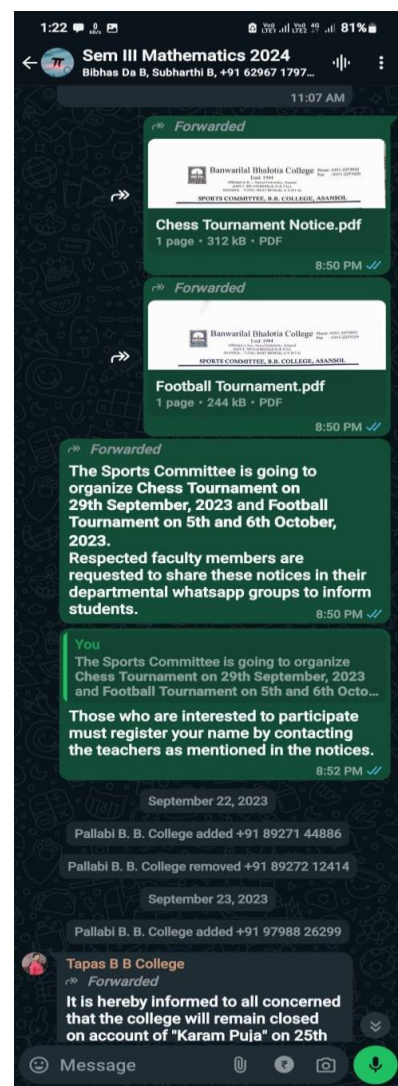 1:22
Vo)) LTE1 Vo)) LTE2 4G 81%
Sem III Mathematics 2024
Bibhas Da B, Subharthi B, +91 62967 1797...
11:07 AM
Forwarded
Banwarilal Bhalotia College
SPORTS COMMITTEE, B.B. COLLEGE, ASANSOL
Chess Tournament Notice.pdf
1 page • 312 kB • PDF
8:50 PM
Forwarded
Banwarilal Bhalotia College
SPORTS COMMITTEE, B.B. COLLEGE, ASANSOL
Football Tournament.pdf
1 page • 244 kB • PDF
8:50 PM
Forwarded
The Sports Committee is going to
organize Chess Tournament on
29th September, 2023 and Football
Tournament on 5th and 6th October,
2023.
Respected faculty members are
requested to share these notices in their
departmental whatsapp groups to inform
students.
8:50 PM
You
The Sports Committee is going to organize
Chess Tournament on 29th September, 2023
and Football Tournament on 5th and 6th Octo...
Those who are interested to participate
must register your name by contacting
the teachers as mentioned in the notices.
8:52 PM
September 22, 2023
Pallabi B. B. College added +91 89271 44886
Pallabi B. B. College removed +91 89272 12414
September 23, 2023
Pallabi B. B. College added +91 97988 26299
Tapas B B College
Forwarded
It is hereby informed to all concerned
that the college will remain closed
on account of "Karam Puja" on 25th
Message